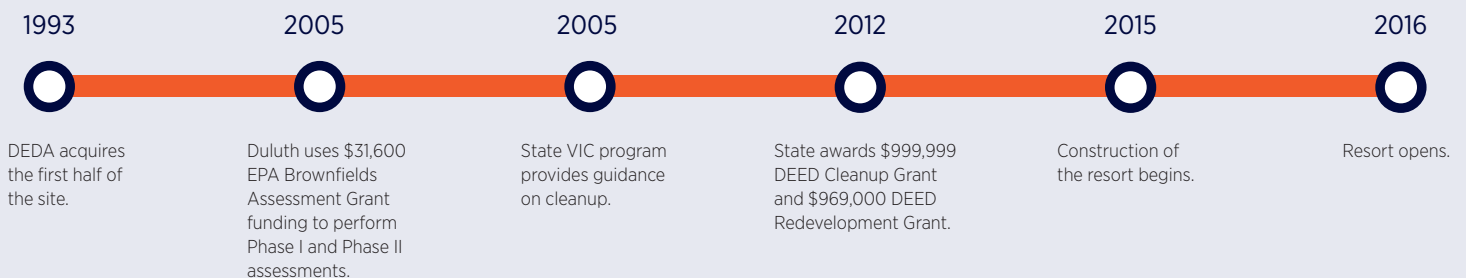 1993
DEDA acquires
the first half of
the site.
2005
Duluth uses $31,600
EPA Brownfields
Assessment Grant
funding to perform
Phase I and Phase II
assessments.
2005
State VIC program
provides guidance
on cleanup.
2012
State awards $999,999
DEED Cleanup Grant
and $969,000 DEED
Redevelopment Grant.
2015
Construction of
the resort begins.
2016
Resort opens.